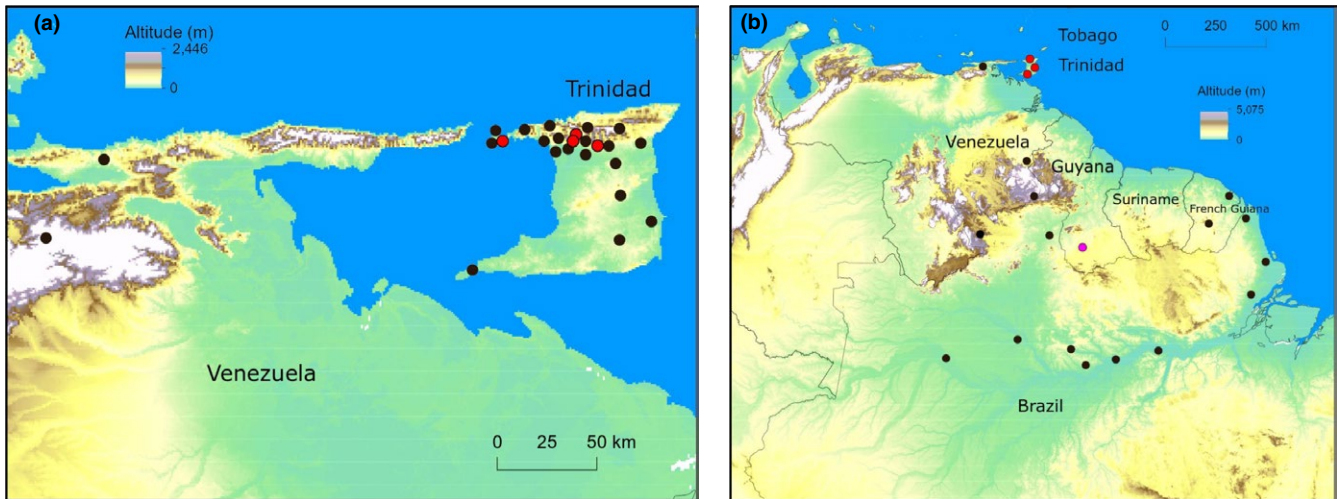 (a)
Altitude (m)
2,446
0
Trinidad
Venezuela
0 25 50 km
(b)
0 250 500 km
Tobago
Trinidad
Altitude (m)
5,075
0
Venezuela
Guyana
Suriname
French Guiana
Brazil